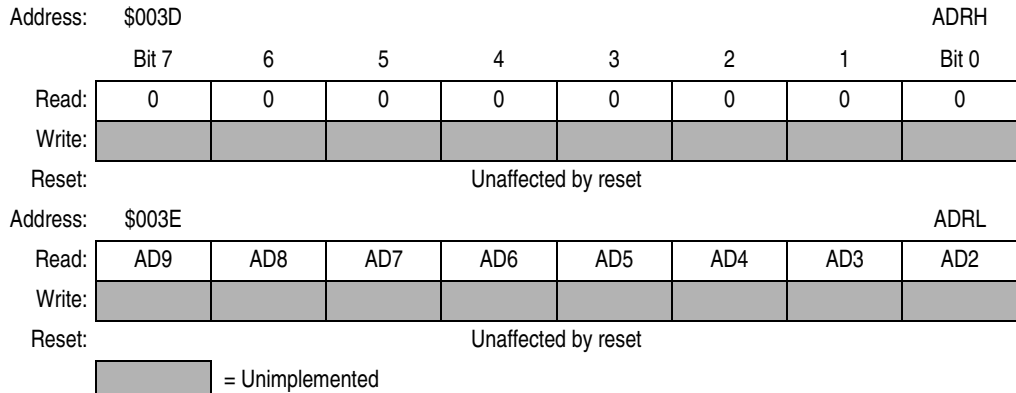 Address: $003D ADRH
Bit 7 6 5 4 3 2 1 Bit 0
Read: 0 0 0 0 0 0 0 0
Write:
Reset: Unaffected by reset
Address: $003E ADRL
Read: AD9 AD8 AD7 AD6 AD5 AD4 AD3 AD2
Write:
Reset: Unaffected by reset
= Unimplemented